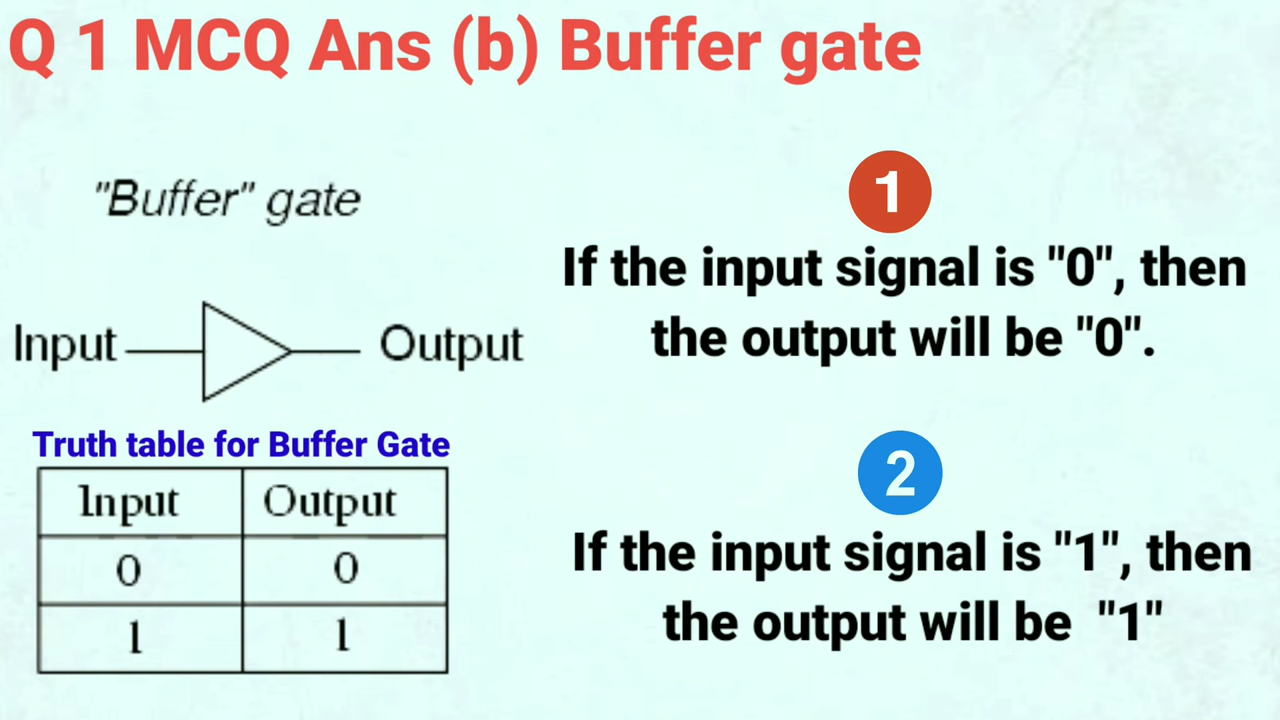 Q 1 MCQ Ans (b) Buffer gate
"Buffer" gate
Input
Output
Truth table for Buffer Gate
Input Output
0 0
1 1
1
If the input signal is "0", then
the output will be "0".
2
If the input signal is "1", then
the output will be "1"